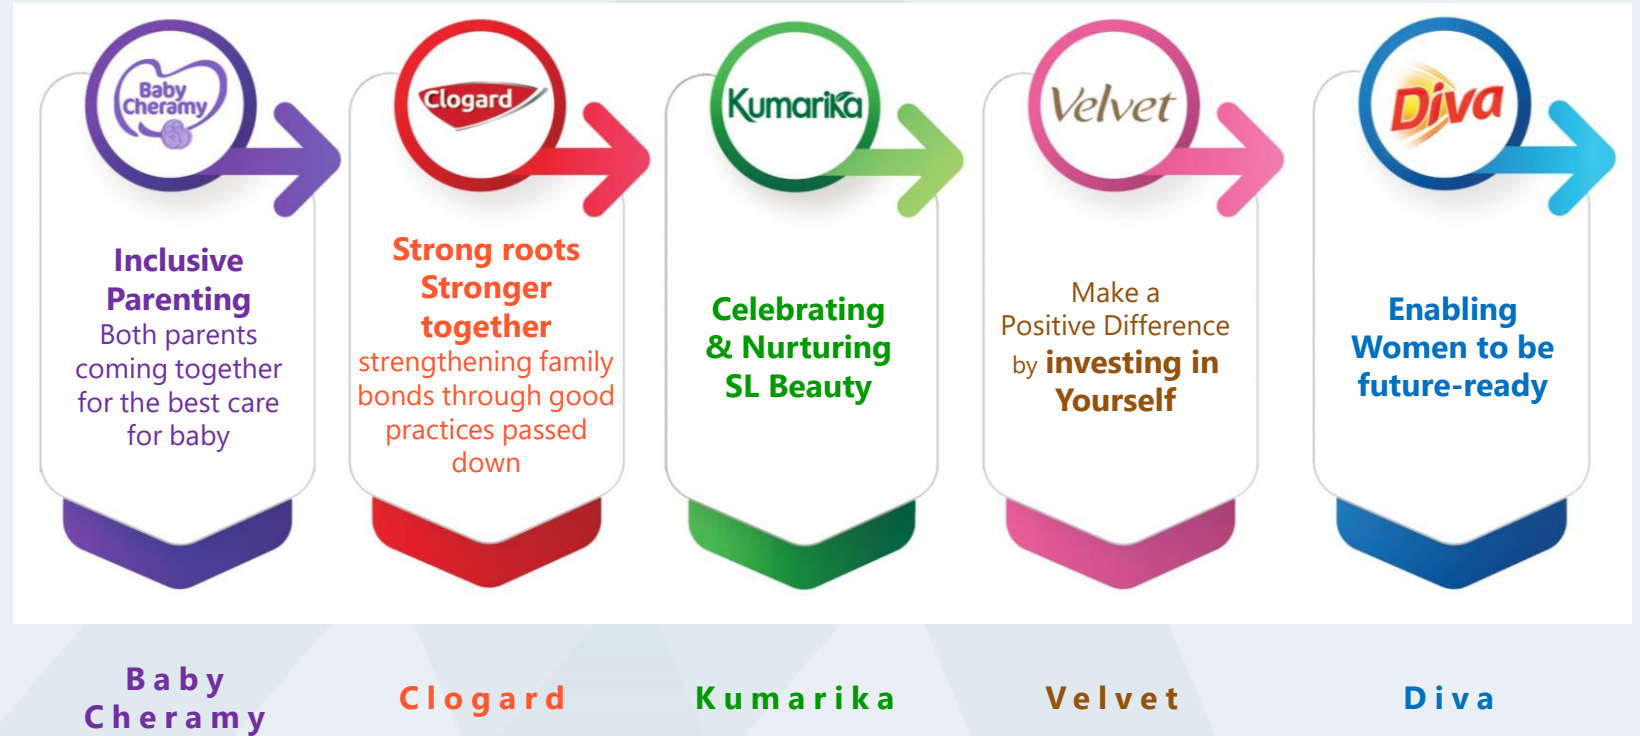 Baby
Cheramy
Inclusive
Parenting
Both parents
coming together
for the best care
for baby
Clogard
Strong roots
Stronger
together
strengthening family
bonds through good
practices passed
down
Kumarika
Celebrating
& Nurturing
SL Beauty
Velvet
Make a
Positive Difference
by investing in
Yourself
Diva
Enabling
Women to be
future-ready
Baby
Cheramy
Clogard
Kumarika
Velvet
Diva